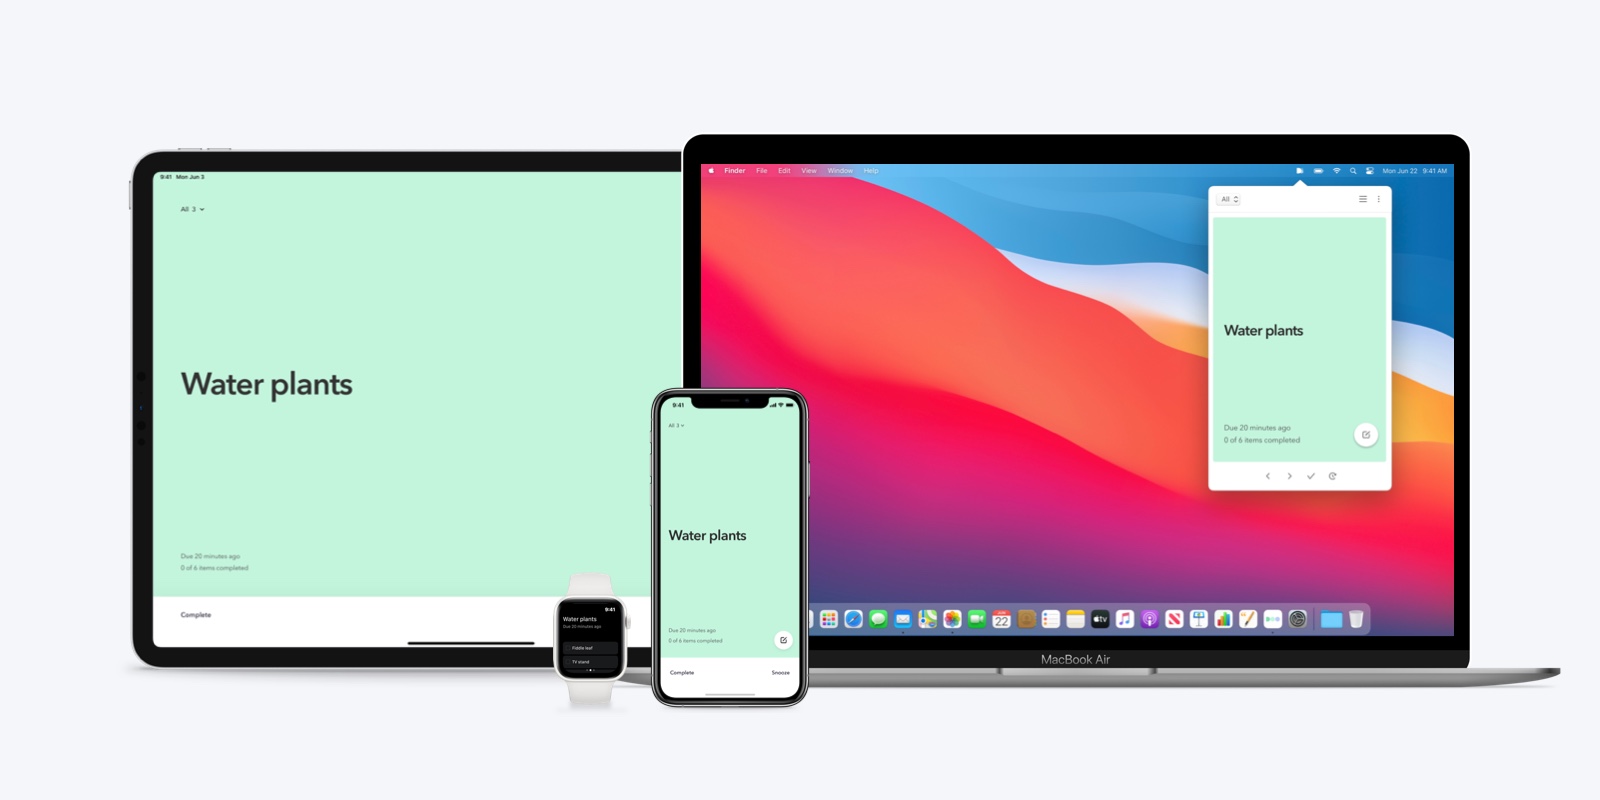 9:41 Mon Jun 3
All 3
Water plants
Due 20 minutes ago
0 of 6 items completed
Complete
9:41
Water plants
Due 20 minutes ago
Fiddle leaf
TV stand
9:41
All 3
Water plants
Due 20 minutes ago
0 of 6 items completed
Complete Snooze
Finder File Edit View Window Help Mon Jun 22 9:41 AM
All
Water plants
Due 20 minutes ago
0 of 6 items completed
22
tv
MacBook Air